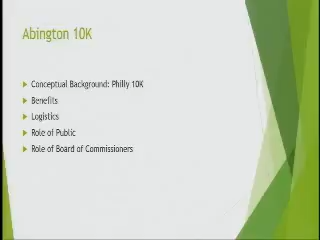 Abington 10K
Conceptual Background: Philly 10K
Benefits
Logistics
Role of Public
Role of Board of Commissioners